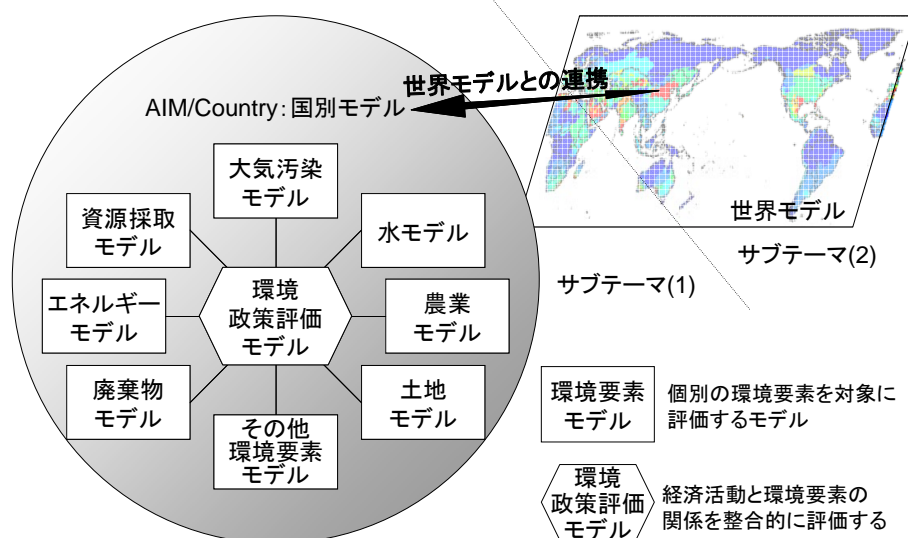 世界モデルとの連携
AIM/Country：国別モデル
大気汚染
モデル
資源採取
モデル
水モデル
エネルギー
モデル
環境
政策評価
モデル
農業
モデル
廃棄物
モデル
その他
環境要素
モデル
土地
モデル
世界モデル
サブテーマ(1)
サブテーマ(2)
環境要素
モデル
個別の環境要素を対象に
評価するモデル
環境
政策評価
モデル
経済活動と環境要素の
関係を整合的に評価する